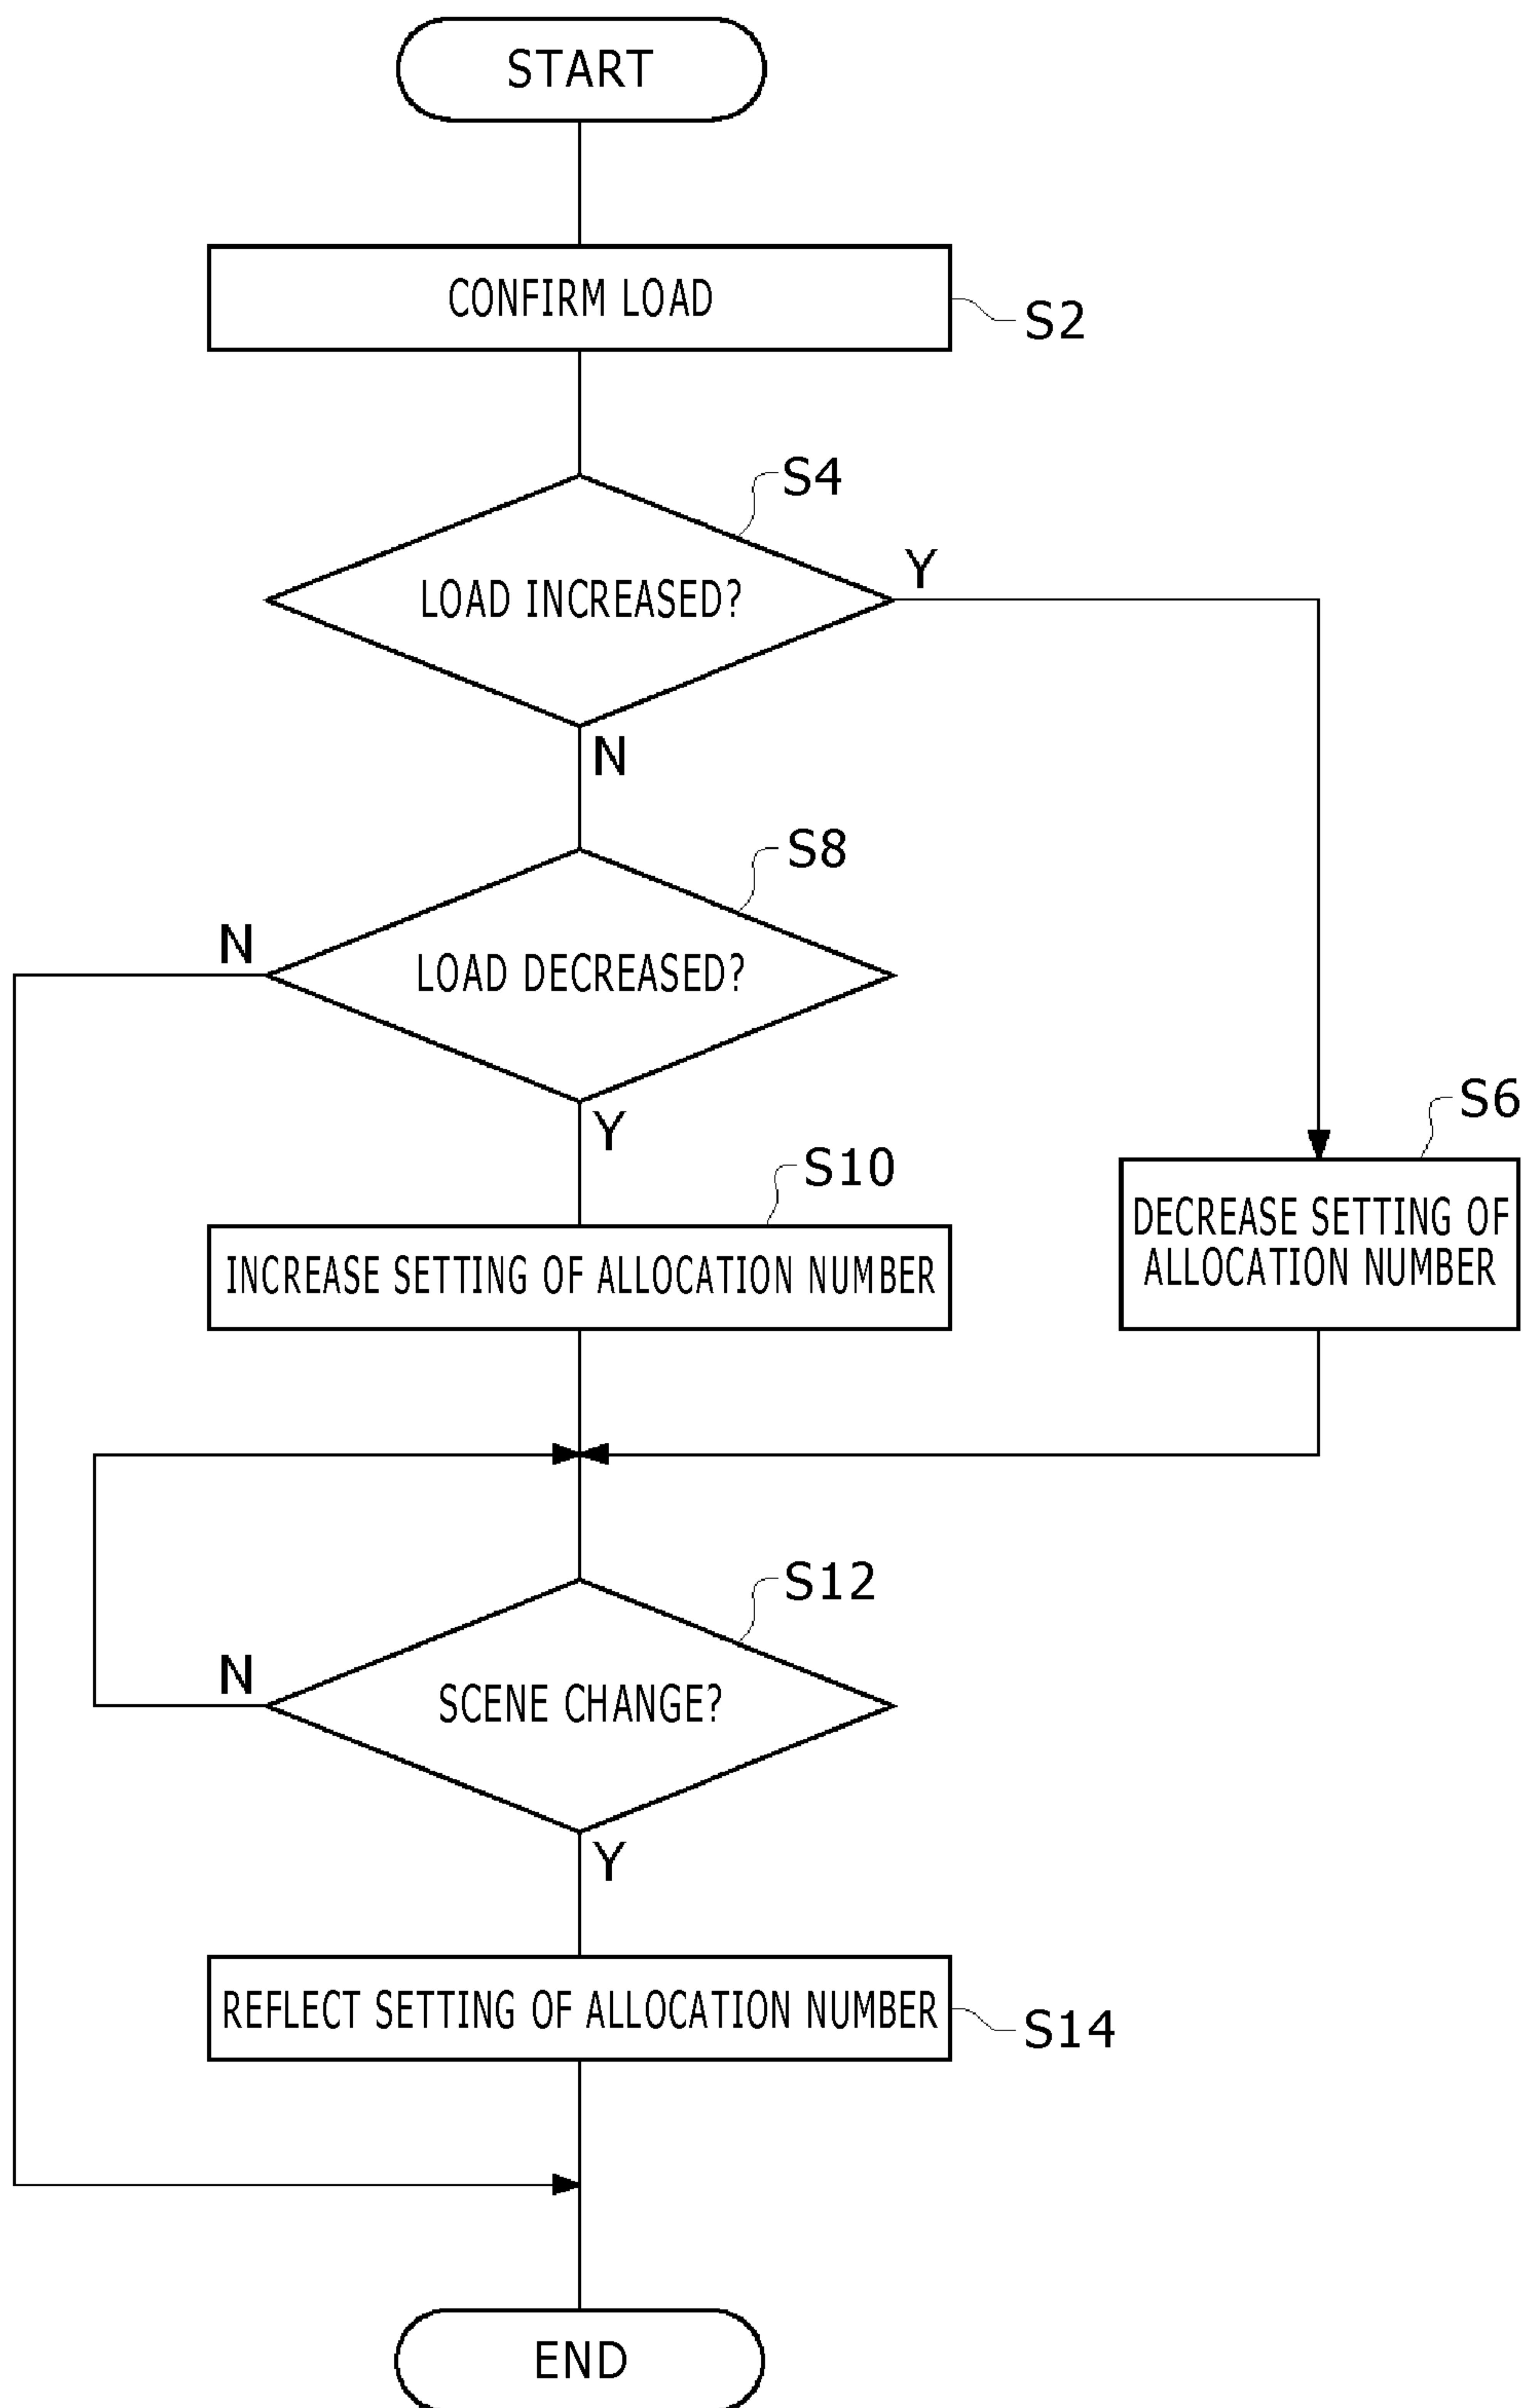 START
CONFIRM LOAD
S2
S4
LOAD INCREASED?
Y
N
S8
N
LOAD DECREASED?
Y
S6
S10
DECREASE SETTING OF
ALLOCATION NUMBER
INCREASE SETTING OF ALLOCATION NUMBER
S12
N
SCENE CHANGE?
Y
REFLECT SETTING OF ALLOCATION NUMBER
S14
END